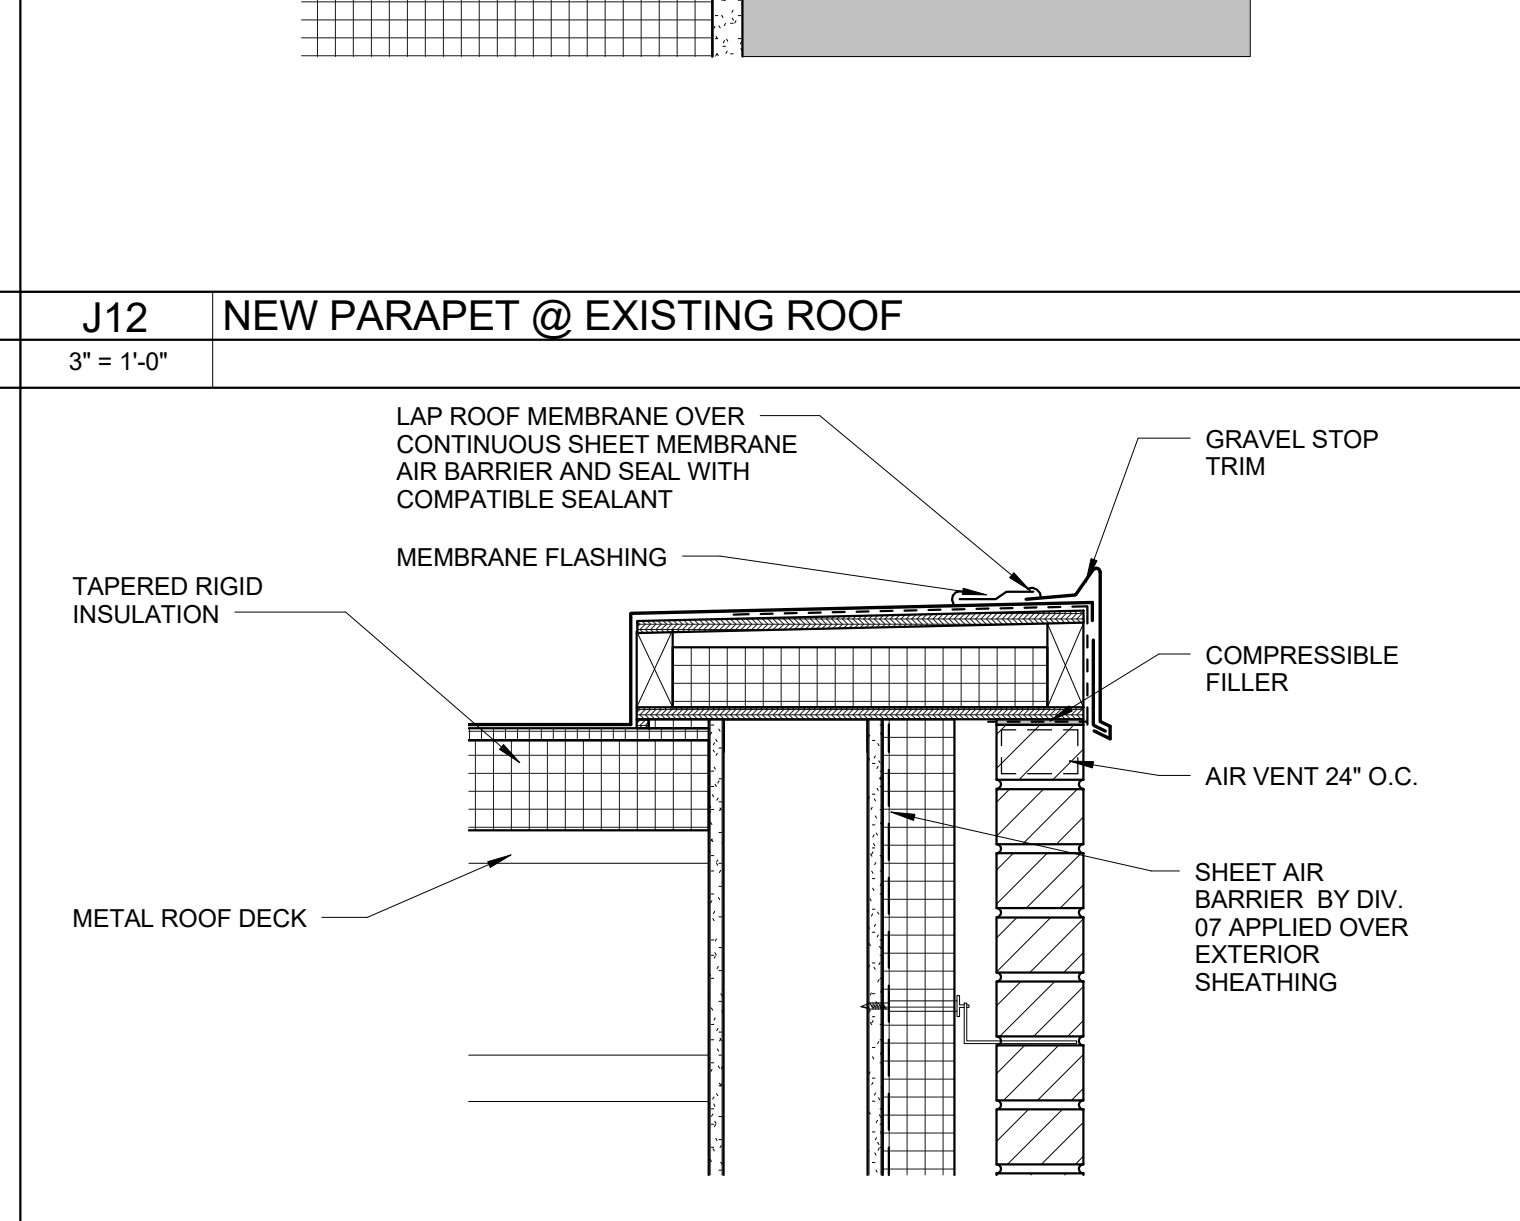 J12
NEW PARAPET @ EXISTING ROOF
3" = 1'-0"
LAP ROOF MEMBRANE OVER
CONTINUOUS SHEET MEMBRANE
AIR BARRIER AND SEAL WITH
COMPATIBLE SEALANT
GRAVEL STOP
TRIM
MEMBRANE FLASHING
TAPERED RIGID
INSULATION
COMPRESSIBLE
FILLER
AIR VENT 24" O.C.
SHEET AIR
BARRIER BY DIV.
07 APPLIED OVER
EXTERIOR
SHEATHING
METAL ROOF DECK